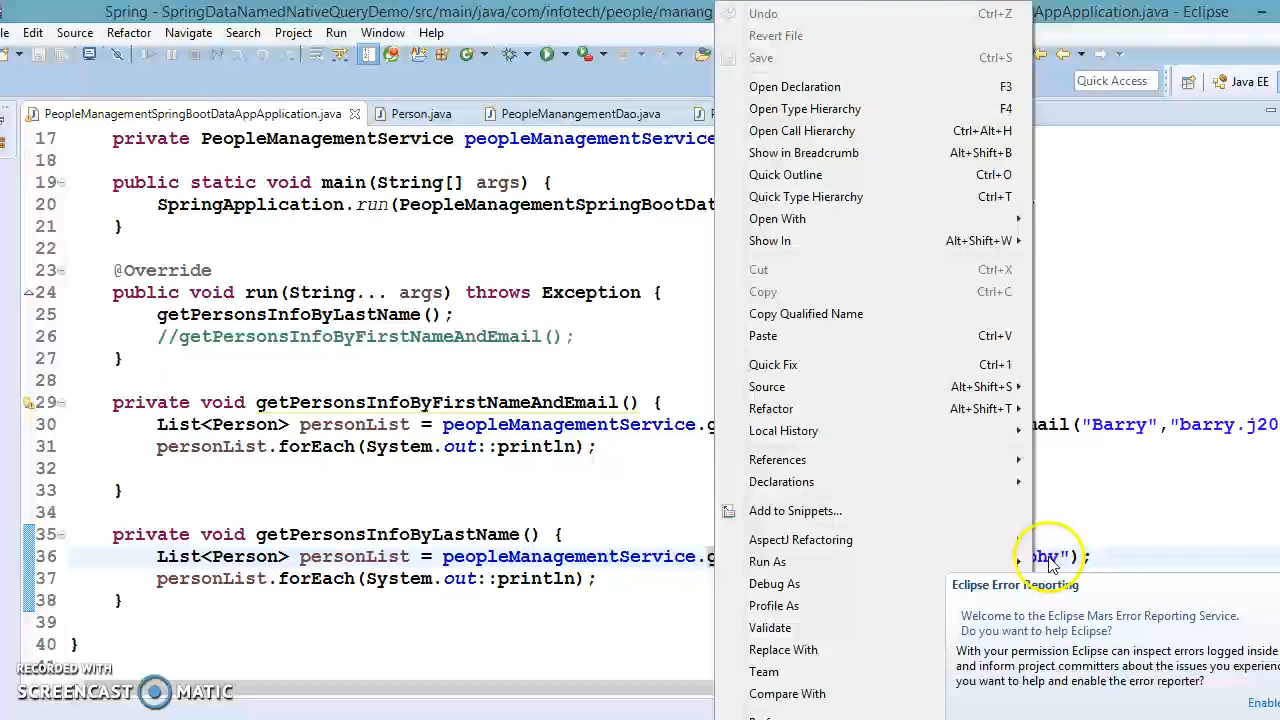 Spring - SpringDataNamedNativeQueryDemo/src/main/java/com/infotech/people/manang AppApplication.java - Eclipse
File Edit Source Refactor Navigate Search Project Run Window Help
Quick Access Java EE
PeopleManagementSpringBootDataAppApplication.java Person.java PeopleManangementDao.java
17 private PeopleManagementService peopleManagementService
18
19 public static void main(String[] args) {
20 SpringApplication.run(PeopleManagementSpringBootDat
21 }
22
23 @Override
24 public void run(String... args) throws Exception {
25 getPersonsInfoByLastName();
26 //getPersonsInfoByFirstNameAndEmail();
27 }
28
29 private void getPersonsInfoByFirstNameAndEmail() {
30 List<Person> personList = peopleManagementService.g mail("Barry","barry.j20
31 personList.forEach(System.out::println);
32
33 }
34
35 private void getPersonsInfoByLastName() {
36 List<Person> personList = peopleManagementService.g phy");
37 personList.forEach(System.out::println);
38 }
39
40 }
41
Undo Ctrl+Z
Revert File
Save Ctrl+S
Open Declaration F3
Open Type Hierarchy F4
Open Call Hierarchy Ctrl+Alt+H
Show in Breadcrumb Alt+Shift+B
Quick Outline Ctrl+O
Quick Type Hierarchy Ctrl+T
Open With
Show In Alt+Shift+W
Cut Ctrl+X
Copy Ctrl+C
Copy Qualified Name
Paste Ctrl+V
Quick Fix Ctrl+1
Source Alt+Shift+S
Refactor Alt+Shift+T
Local History
References
Declarations
Add to Snippets...
AspectJ Refactoring
Run As
Debug As
Profile As
Validate
Replace With
Team
Compare With
Eclipse Error Reporting
Welcome to the Eclipse Mars Error Reporting Service.
Do you want to help Eclipse?
With your permission Eclipse can inspect errors logged inside
and inform project committers about the issues you experien
you want to help and enable the error reporter?
Enable
RECORDED WITH
SCREENCAST MATIC